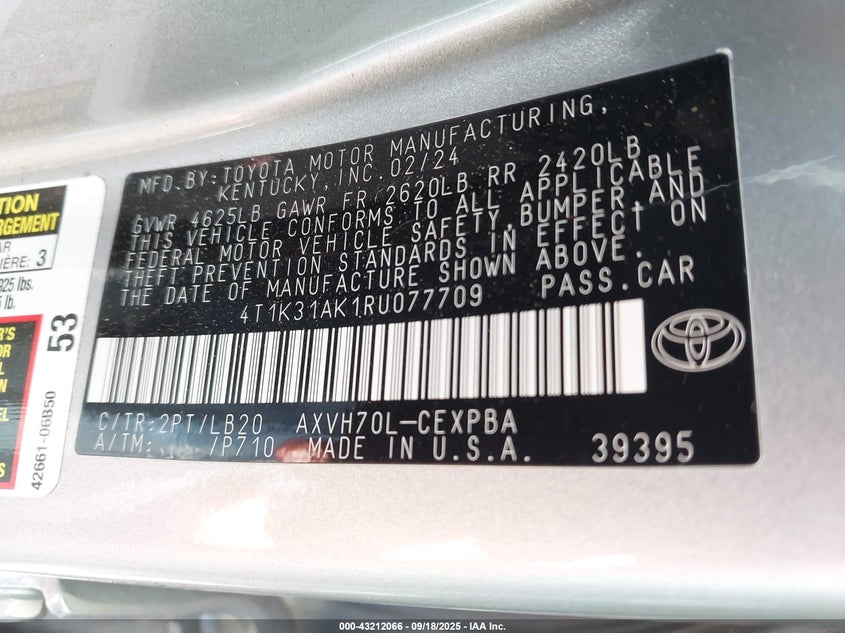 MFD.BY:TOYOTA MOTOR MANUFACTURING,
KENTUCKY,INC.02/24
GVWR 4625LB GAWR FR 2620LB RR 2420LB
THIS VEHICLE CONFORMS TO ALL APPLICABLE
FEDERAL MOTOR VEHICLE SAFETY,BUMPER,AND
THEFT PREVENTION STANDARDS IN EFFECT ON
THE DATE OF MANUFACTURE SHOWN ABOVE.
4T1K31AK1RU077709 PASS.CAR
C/TR:2PT/LB20 AXVH70L-CEXPBA
A/TM: /P710 MADE IN U.S.A. 39395
53
42661-06B50
3
lbs.
lb.
000-43212066 - 09/18/2025 - IAA Inc.